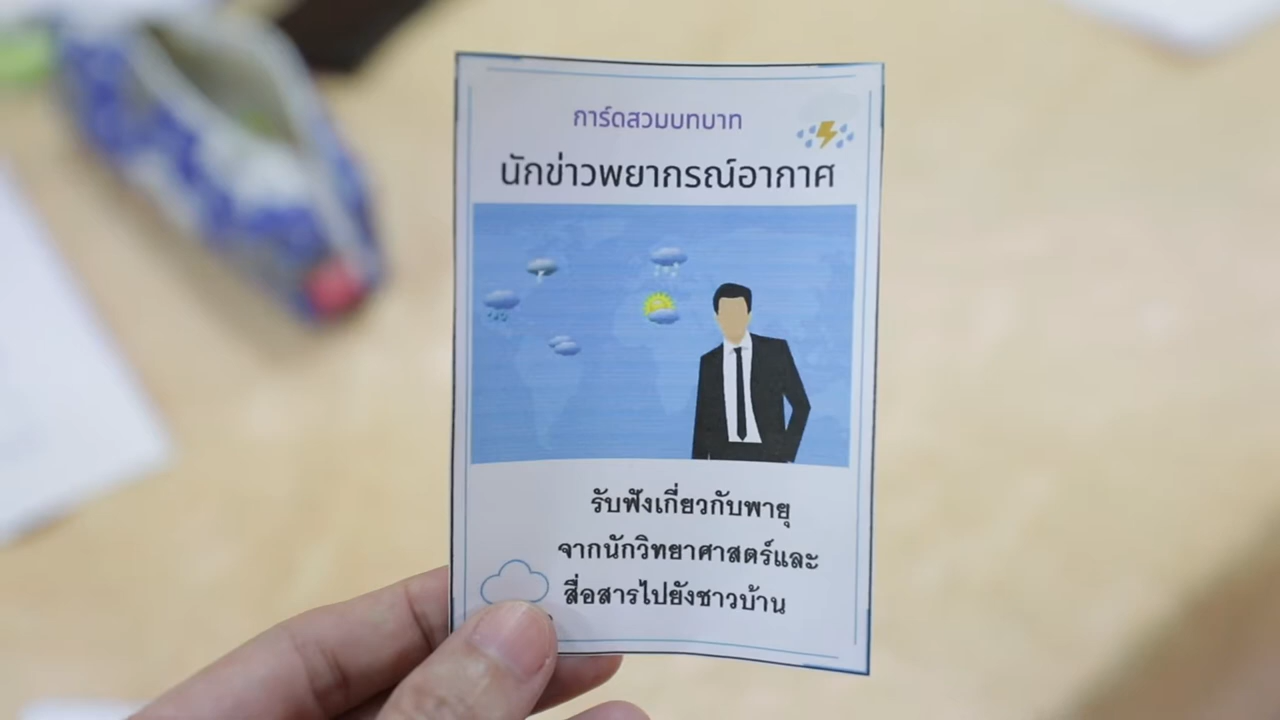 การ์ดสวมบทบาท
นักข่าวพยากรณ์อากาศ
รับฟังเกี่ยวกับพายุ
จากนักวิทยาศาสตร์และ
สื่อสารไปยังชาวบ้าน